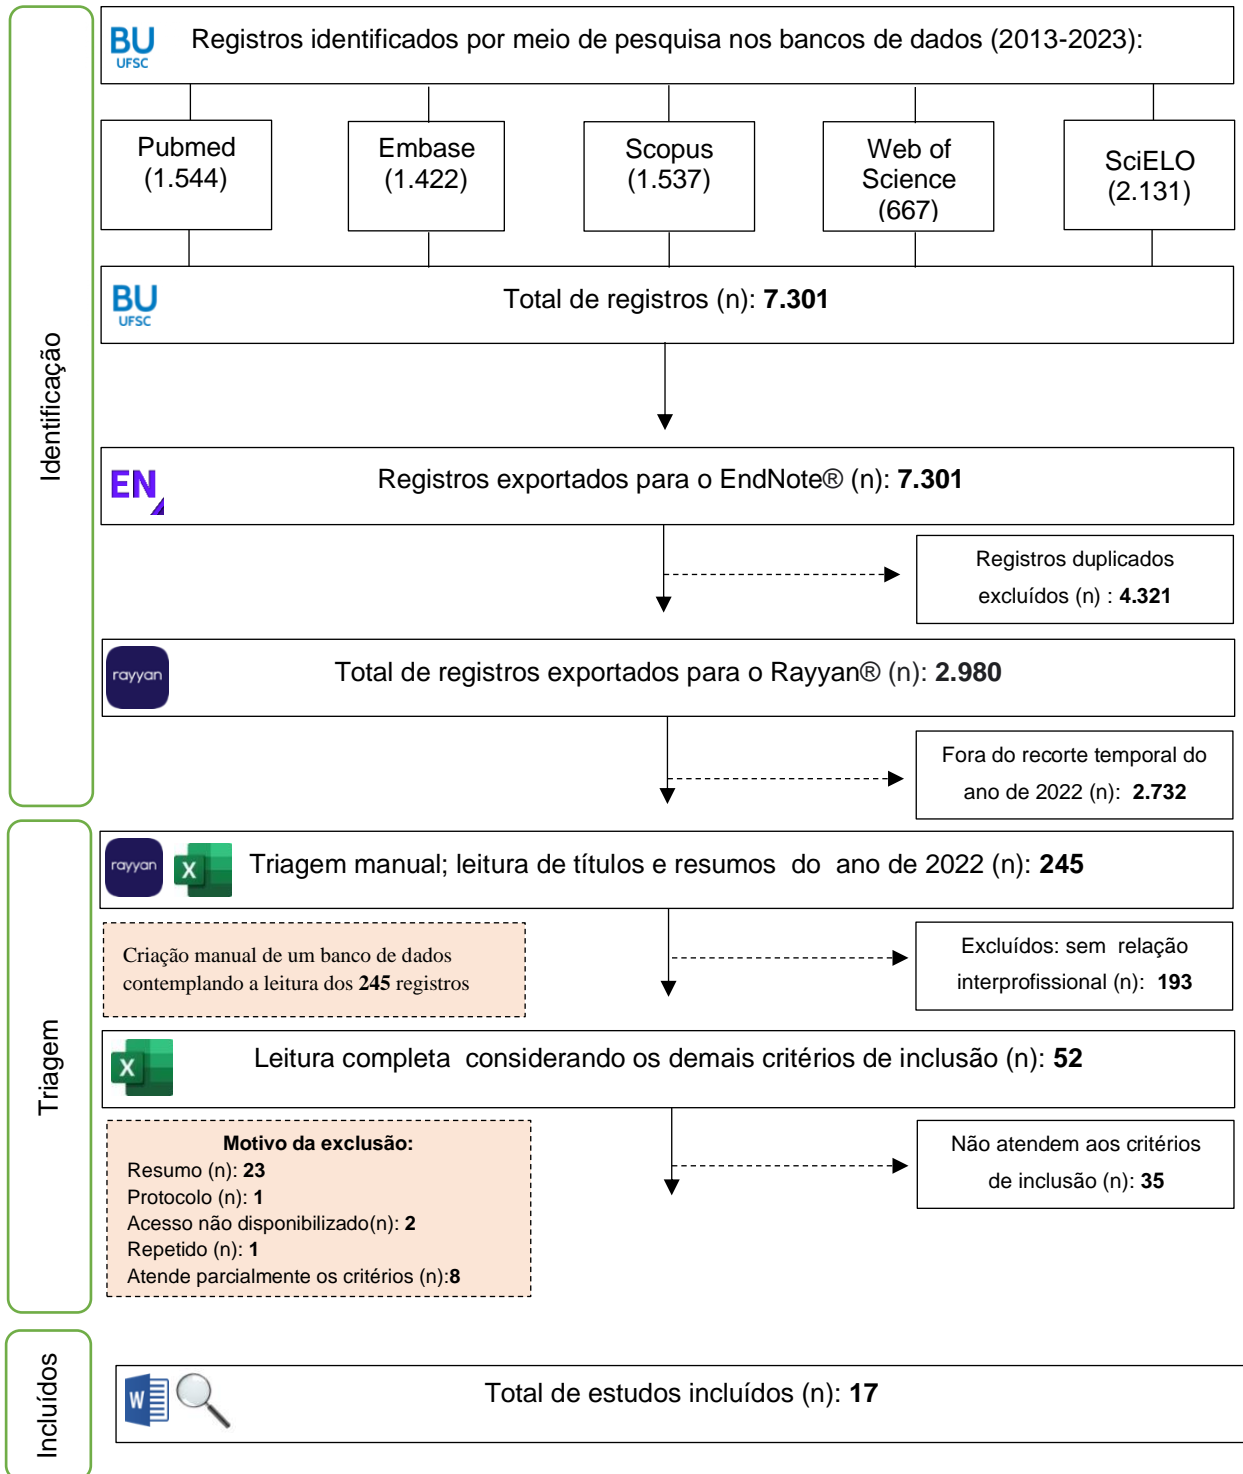 Identificação
BU
UFSC
Registros identificados por meio de pesquisa nos bancos de dados (2013-2023):
Pubmed
(1.544)
Embase
(1.422)
Scopus
(1.537)
Web of
Science
(667)
SciELO
(2.131)
BU
UFSC
Total de registros (n): 7.301
EN
Registros exportados para o EndNote® (n): 7.301
Registros duplicados
excluídos (n) : 4.321
rayyan
Total de registros exportados para o Rayyan® (n): 2.980
Fora do recorte temporal do
ano de 2022 (n): 2.732
Triagem
rayyan
X
Triagem manual; leitura de títulos e resumos do ano de 2022 (n): 245
Criação manual de um banco de dados
contemplando a leitura dos 245 registros
Excluídos: sem relação
interprofissional (n): 193
X
Leitura completa considerando os demais critérios de inclusão (n): 52
Motivo da exclusão:
Resumo (n): 23
Protocolo (n): 1
Acesso não disponibilizado(n): 2
Repetido (n): 1
Atende parcialmente os critérios (n):8
Não atendem aos critérios
de inclusão (n): 35
Incluídos
W
Total de estudos incluídos (n): 17